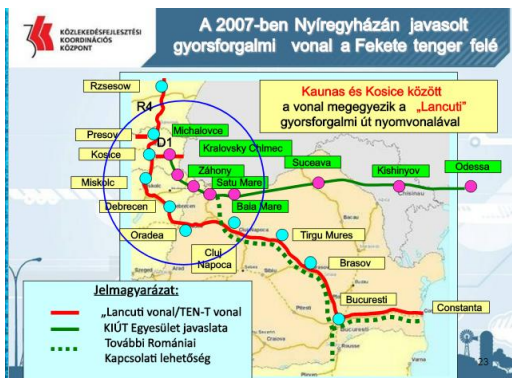 KÖZLEKEDÉSFEJLESZTÉSI
KOORDINÁCIÓS
KÖZPONT
A 2007-ben Nyíregyházán javasolt
gyorsforgalmi vonal a Fekete tenger felé
Rzsesow
R4
Kaunas és Kosice között
a vonal megegyezik a „Lancuti”
gyorsforgalmi út nyomvonalával
Presov
Michalovce
D1
Kosice
Kralovsky Chlmec
Suceava
Kishinyov
Odessa
Záhony
Miskolc
Satu Mare
Debrecen
Baia Mare
Oradea
Tirgu Mures
Cluj
Napoca
Brasov
Bucuresti
Constanta
Jelmagyarázat:
„Lancuti vonal/TEN-T vonal
KIÚT Egyesület javaslata
További Romániai
Kapcsolati lehetőség
23